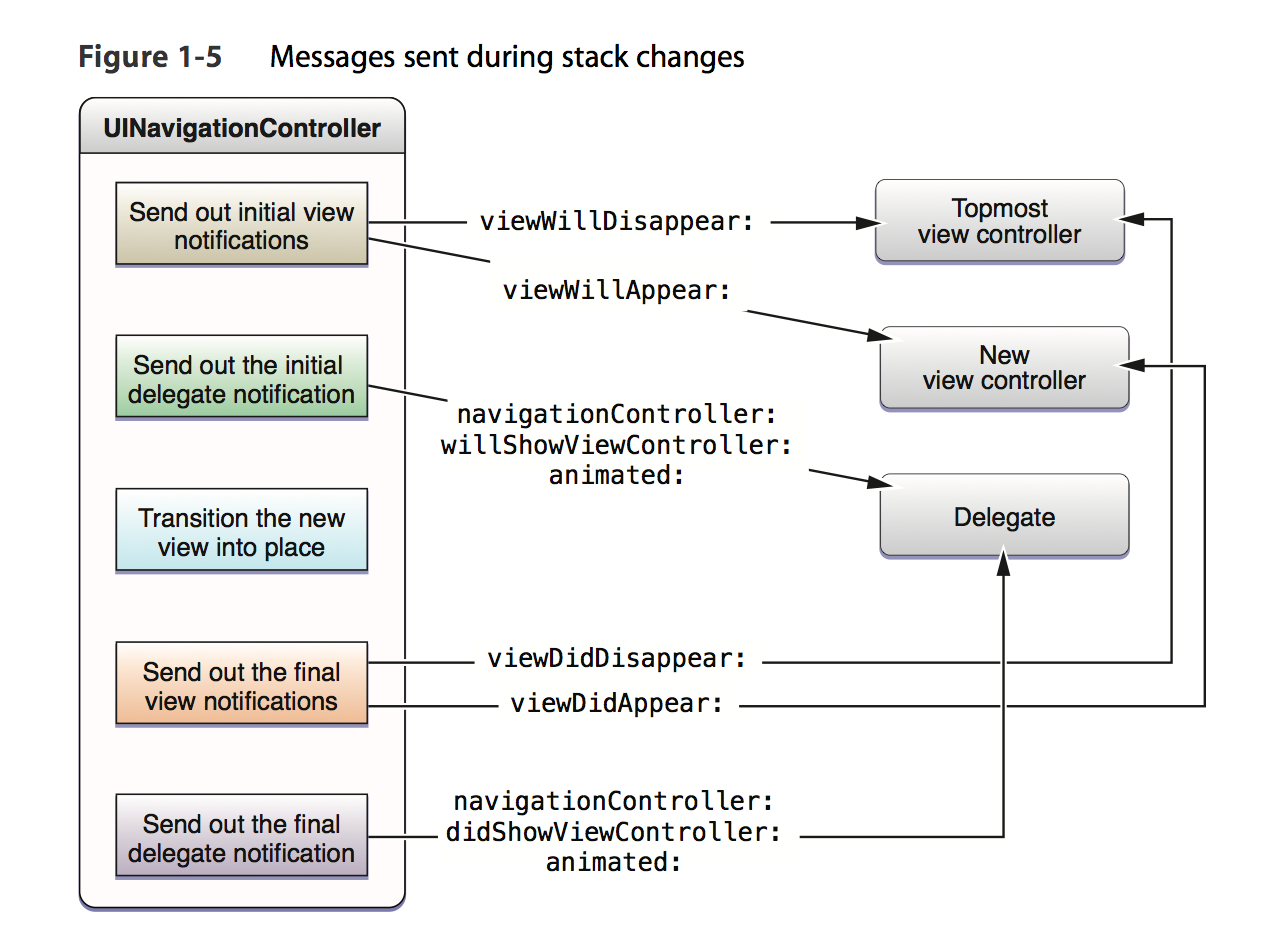 Figure 1-5 Messages sent during stack changes
UINavigationController
Send out initial view
notifications
viewWillDisappear:
Topmost
view controller
viewWillAppear:
New
view controller
Send out the initial
delegate notification
navigationController:
willShowViewController:
animated:
Delegate
Transition the new
view into place
Send out the final
view notifications
viewDidDisappear:
viewDidAppear:
Send out the final
delegate notification
navigationController:
didShowViewController:
animated: